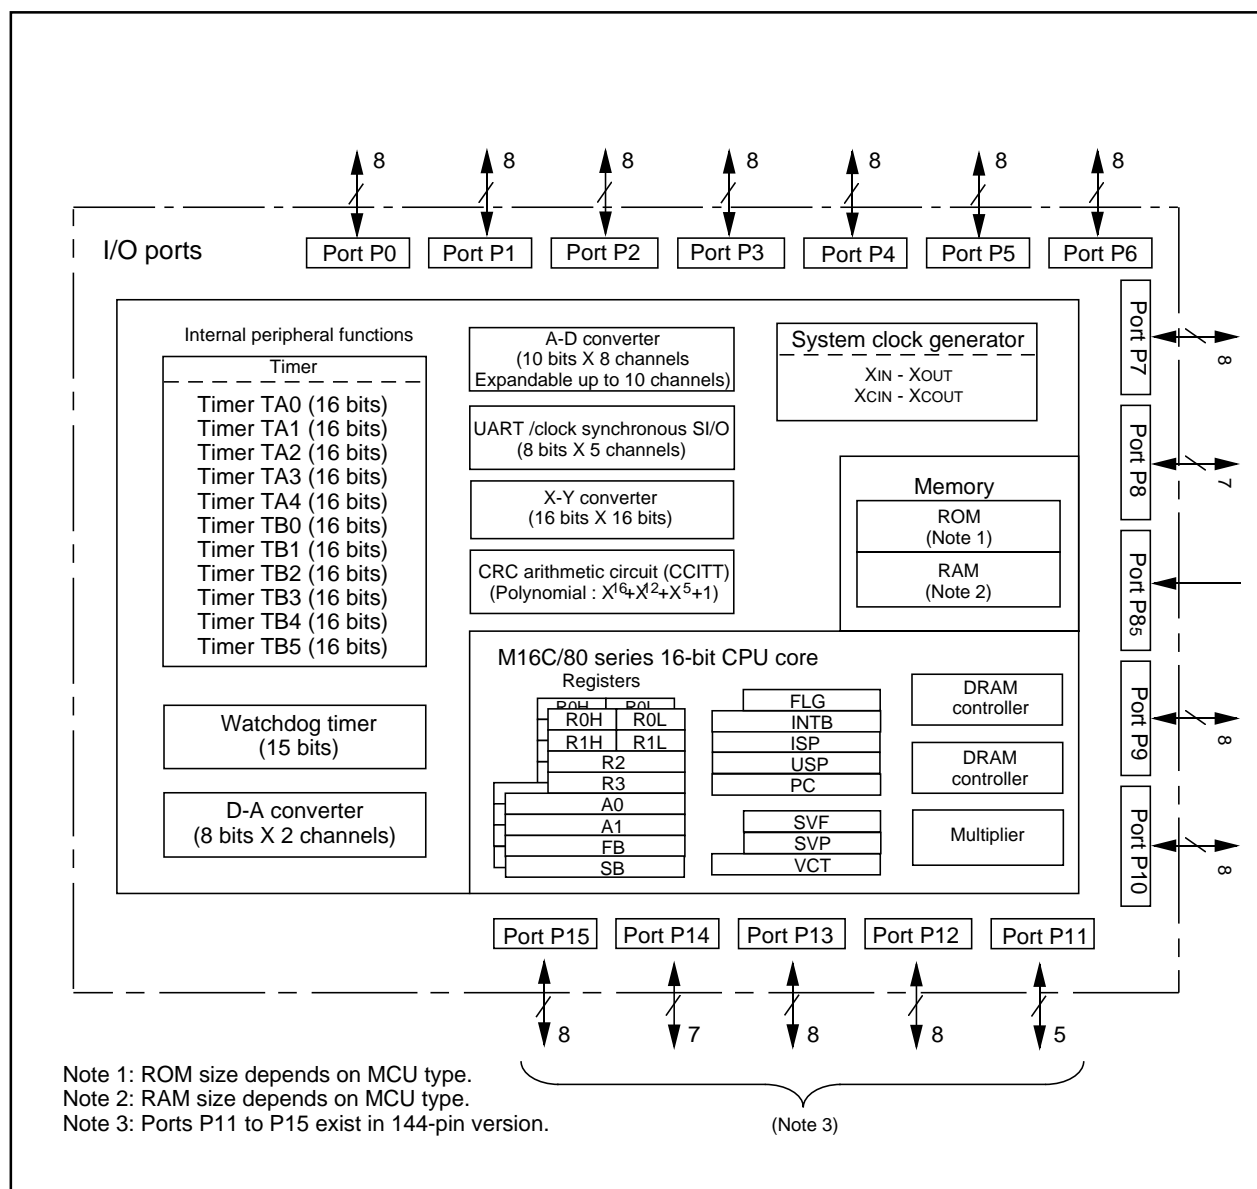 8 8 8 8 8 8 8
I/O ports
Port P0 Port P1 Port P2 Port P3 Port P4 Port P5 Port P6
Internal peripheral functions
Timer
Timer TA0 (16 bits)
Timer TA1 (16 bits)
Timer TA2 (16 bits)
Timer TA3 (16 bits)
Timer TA4 (16 bits)
Timer TB0 (16 bits)
Timer TB1 (16 bits)
Timer TB2 (16 bits)
Timer TB3 (16 bits)
Timer TB4 (16 bits)
Timer TB5 (16 bits)
Watchdog timer
(15 bits)
D-A converter
(8 bits X 2 channels)
A-D converter
(10 bits X 8 channels
Expandable up to 10 channels)
UART /clock synchronous SI/O
(8 bits X 5 channels)
X-Y converter
(16 bits X 16 bits)
CRC arithmetic circuit (CCITT)
(Polynomial : X16+X12+X5+1)
System clock generator
XIN - XOUT
XCIN - XCOUT
Memory
ROM
(Note 1)
RAM
(Note 2)
M16C/80 series 16-bit CPU core
Registers
R0H R0L
R0H R0L
R1H R1L
R2
R3
A0
A1
FB
SB
FLG
INTB
ISP
USP
PC
SVF
SVP
VCT
DRAM
controller
DRAM
controller
Multiplier
Port P7
8
Port P8
7
Port P85
Port P9
8
Port P10
8
Port P15 Port P14 Port P13 Port P12 Port P11
8 7 8 8 5
(Note 3)
Note 1: ROM size depends on MCU type.
Note 2: RAM size depends on MCU type.
Note 3: Ports P11 to P15 exist in 144-pin version.